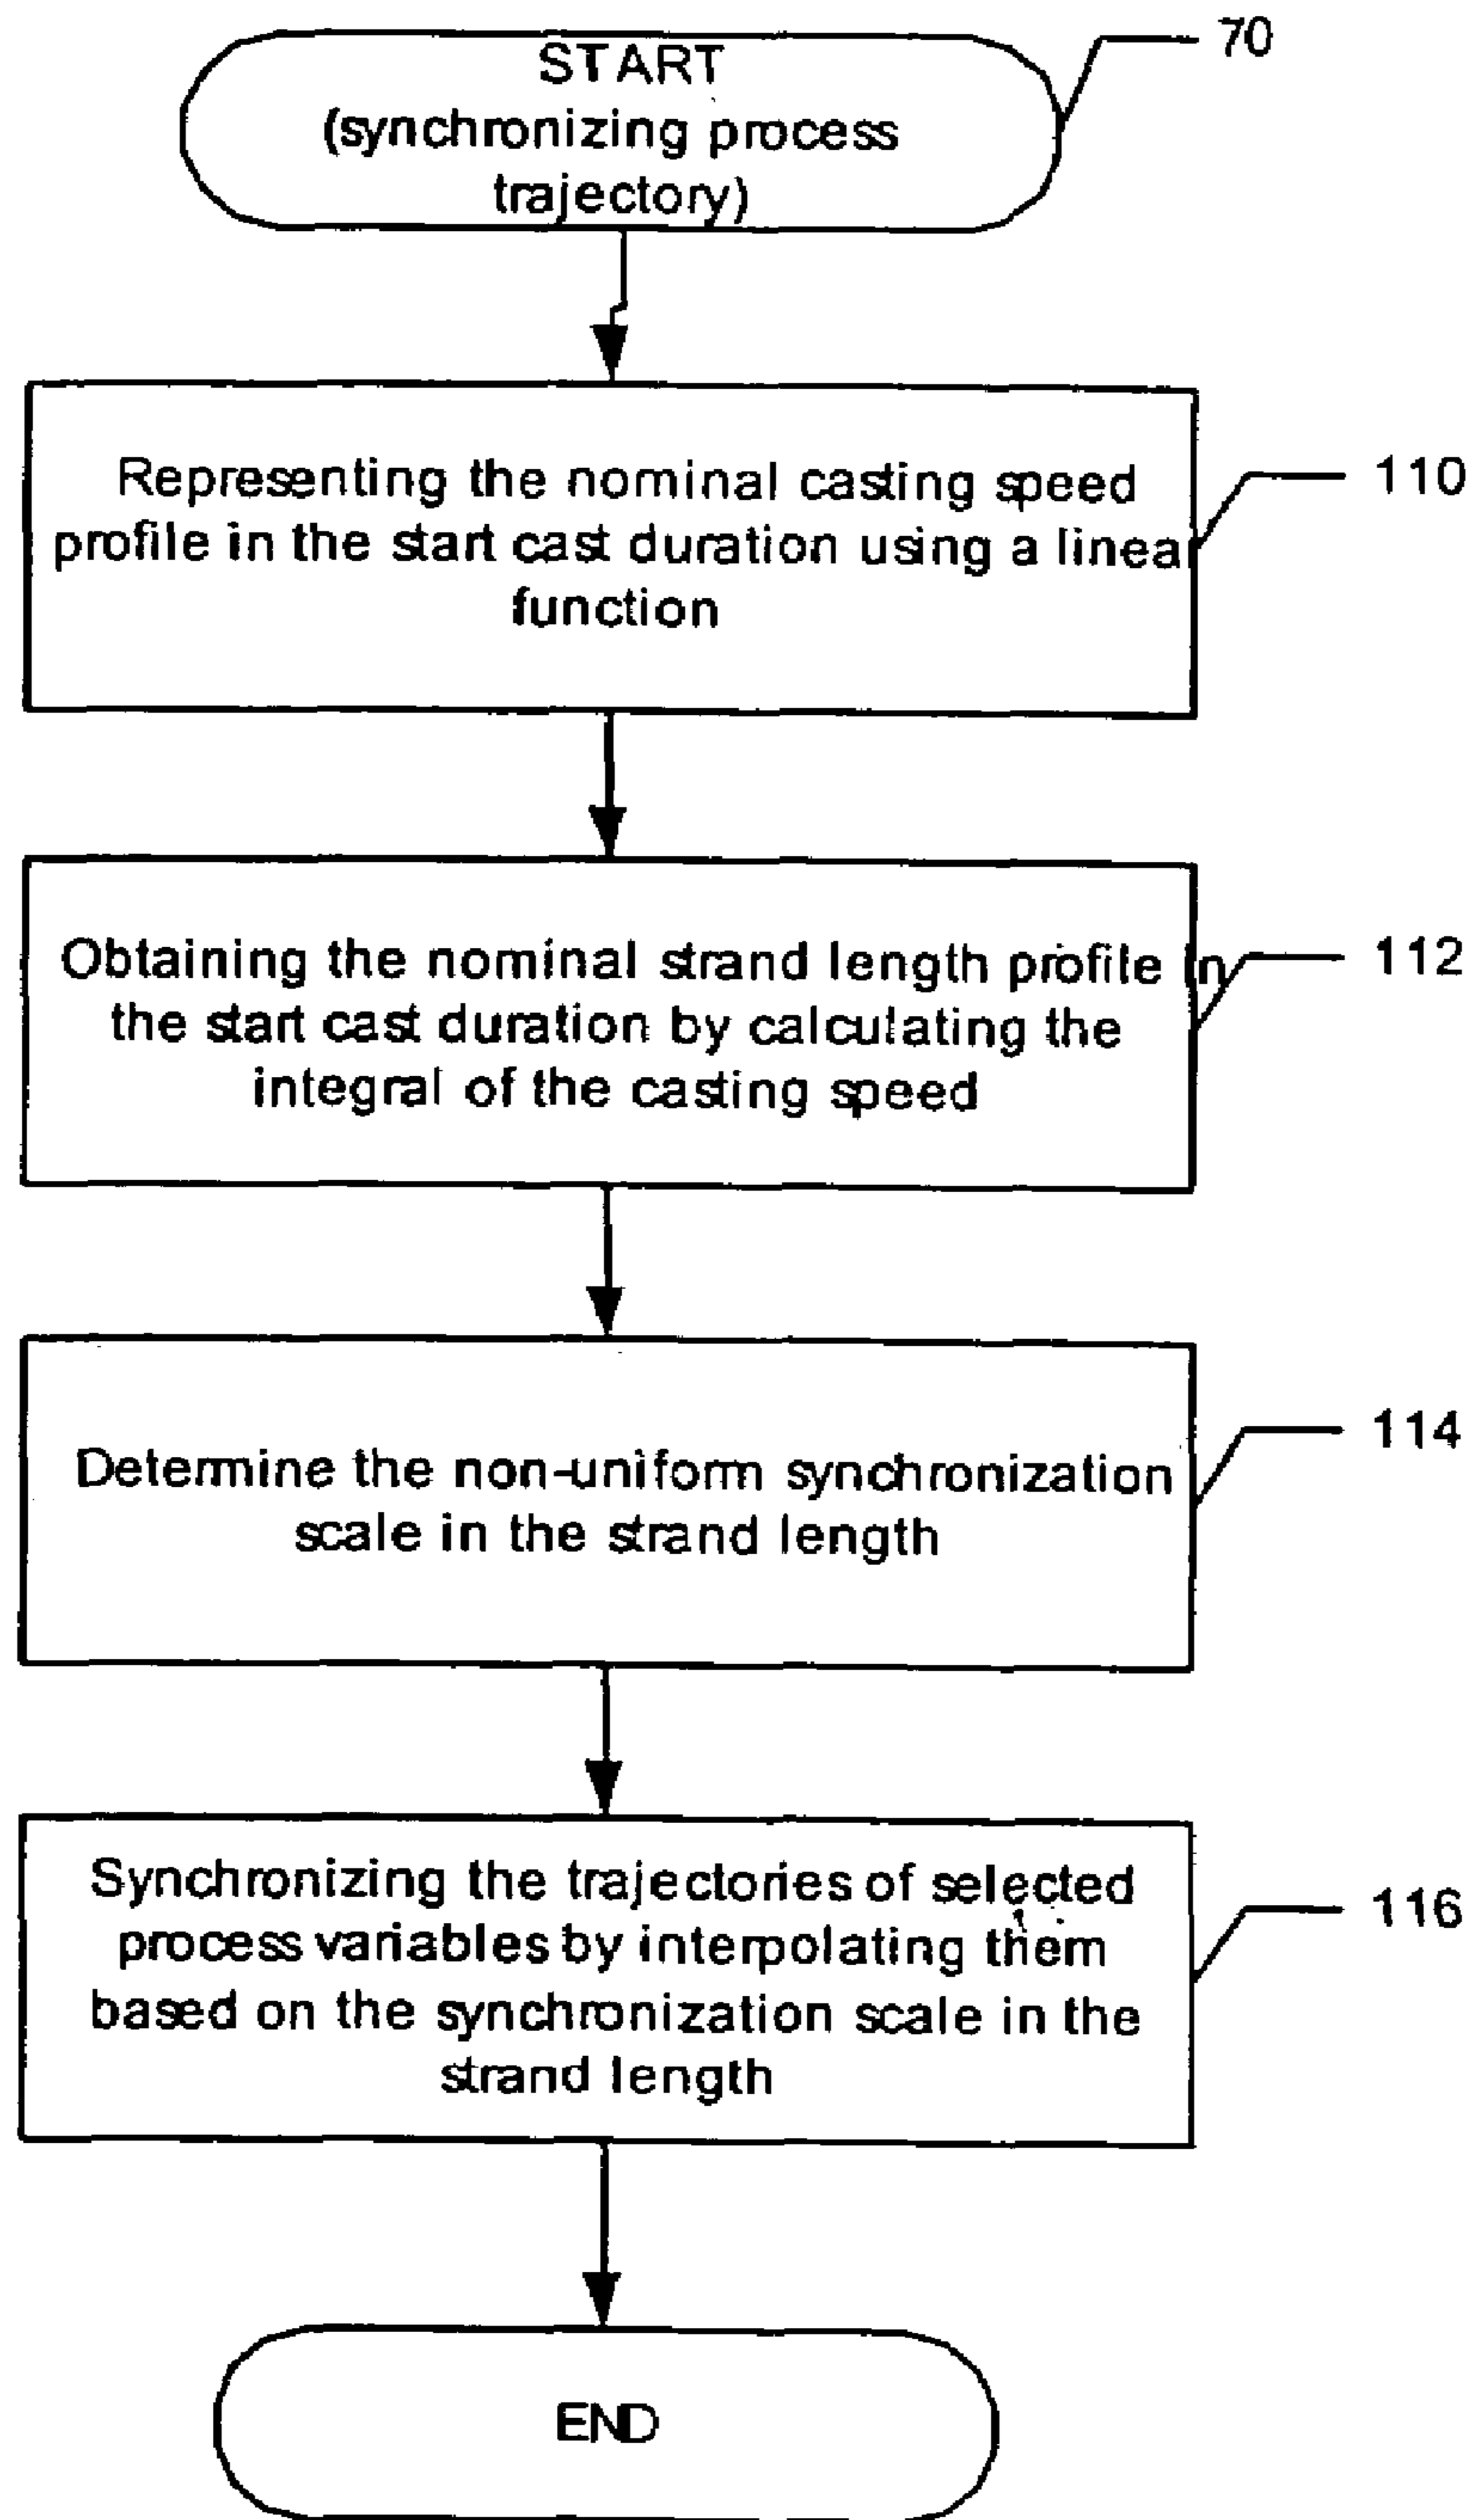 START
70
(synchronizing process
trajectory)
Representing the nominal casting speed
110
profile in the start cast duration using a linear
function
Obtaining the nominal strand length profile in
112
the start cast duration by calculating the
integral of the casting speed
114
Determine the non-uniform synchronization
scale in the strand length
Synchronizing the trajectories of selected
116
process variables by interpolating them
based on the synchronization scale in the
strand length
END